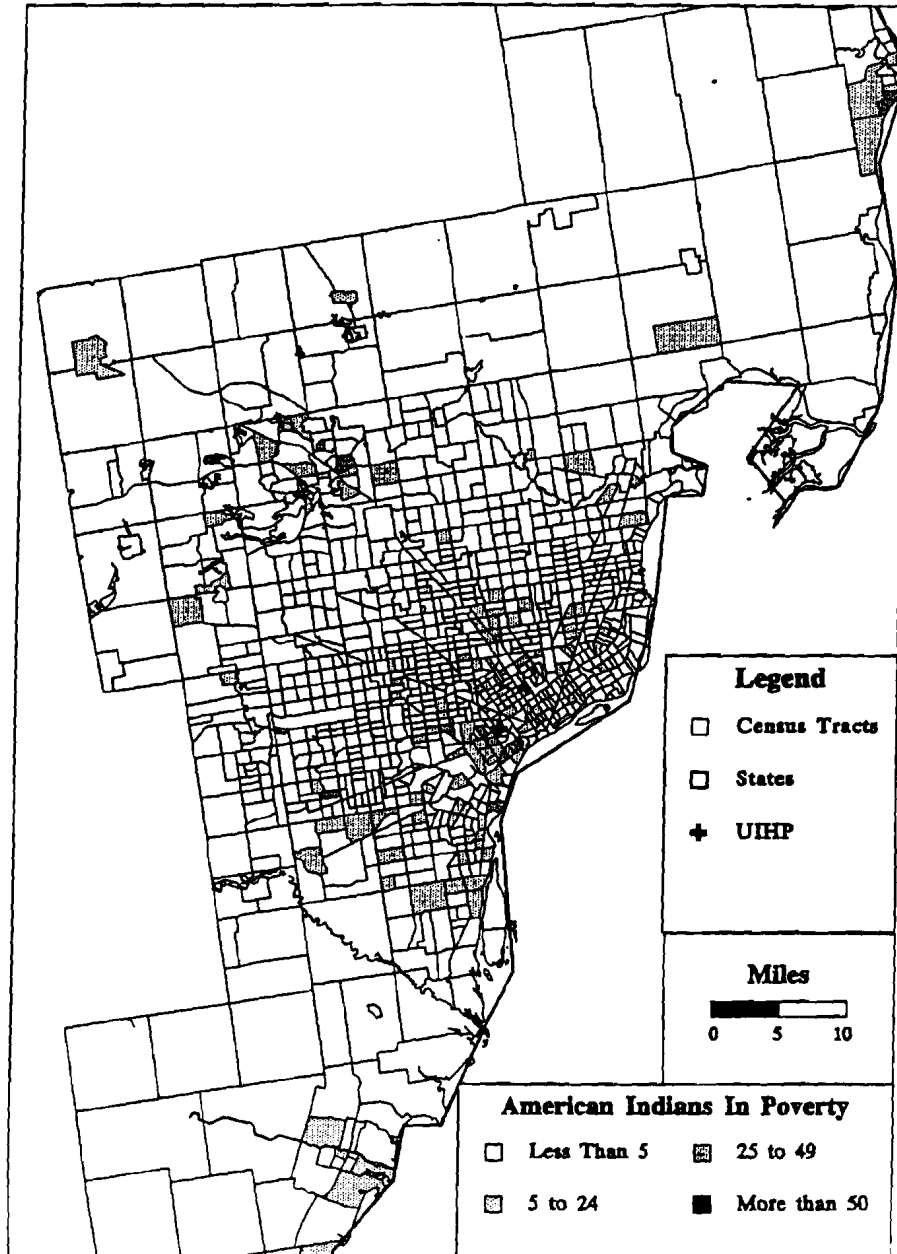 Legend
Census Tracts
States
UIHP
Miles
0 5 10
American Indians In Poverty
Less Than 5
25 to 49
5 to 24
More than 50